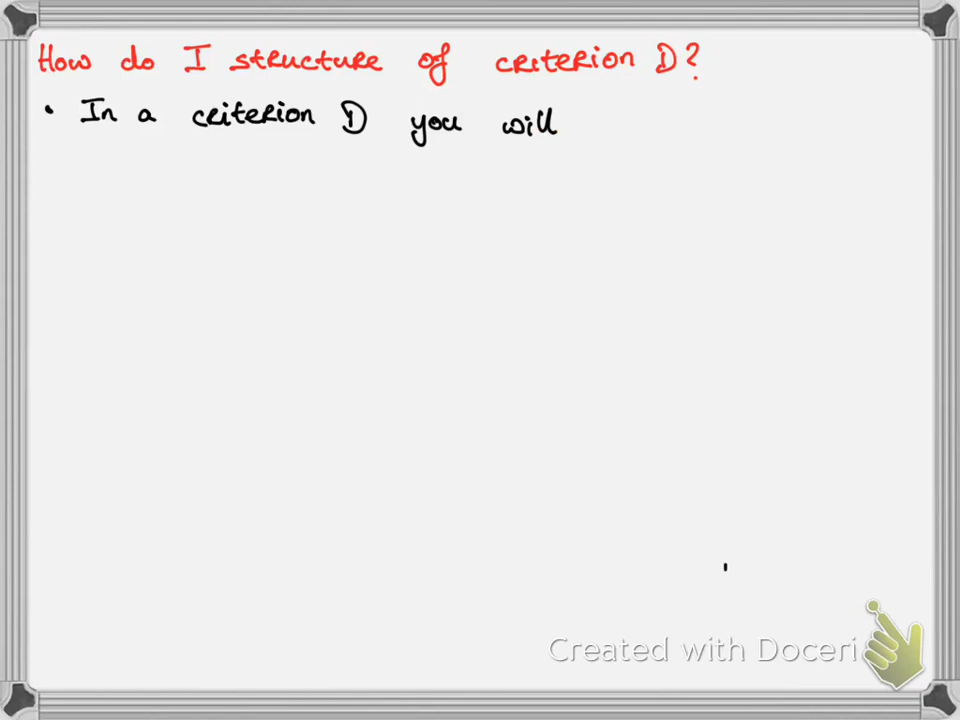 How do I structure of criterion D?
• In a criterion D you will
Created with Doceri